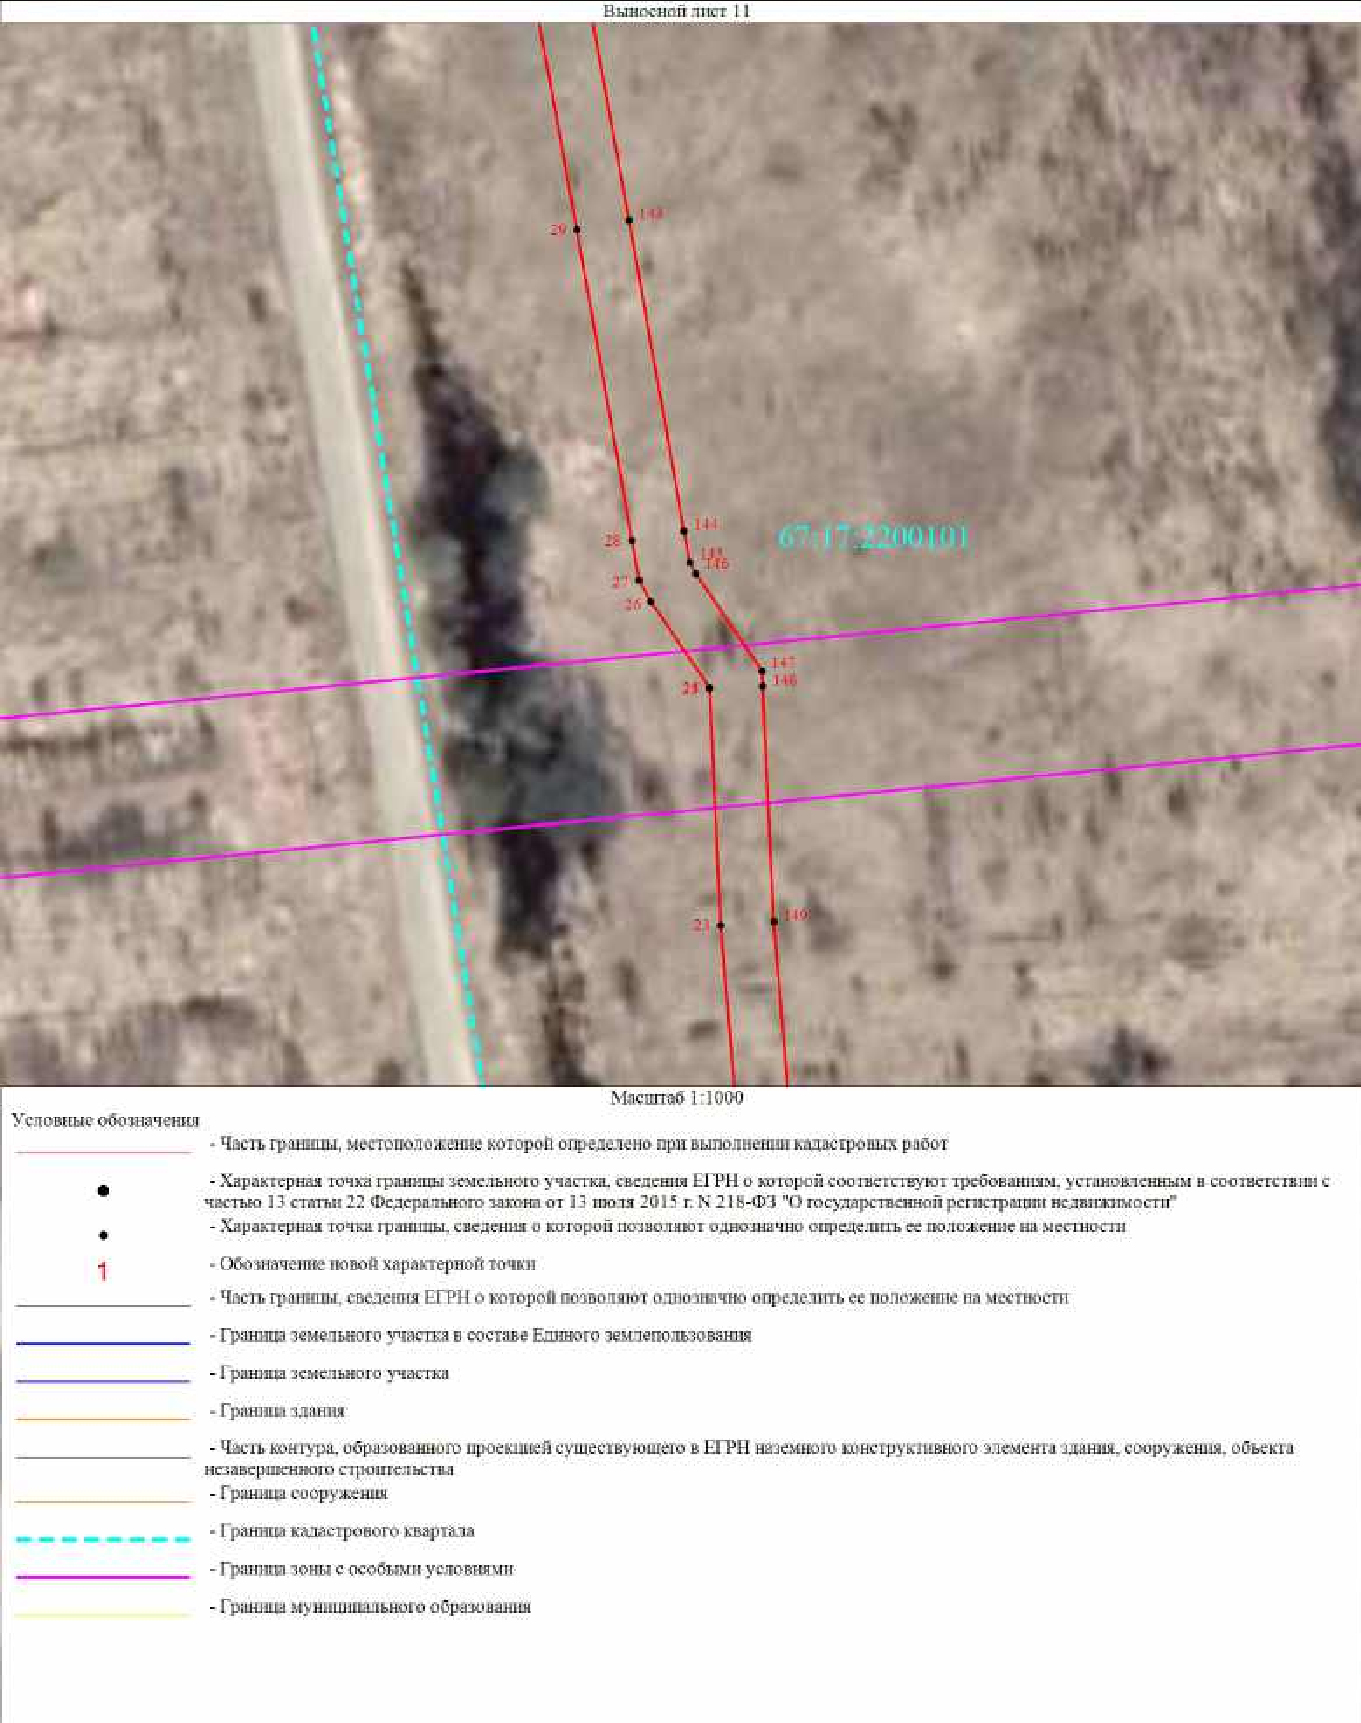 Выносной лист 11
29
143
144
67:17:2200101
28
145
146
27
26
147
24
23
149
Масштаб 1:1000
Условные обозначения
- Часть границы, местоположение которой определено при выполнении кадастровых работ
- Характерная точка границы земельного участка, сведения ЕГРН о которой соответствуют требованиям, установленным в соответствии с
частью 13 статьи 22 Федерального закона от 13 июля 2015 г. N 218-ФЗ "О государственной регистрации недвижимости"
- Характерная точка границы, сведения о которой позволяют однозначно определить ее положение на местности
1
- Обозначение новой характерной точки
- Часть границы, сведения ЕГРН о которой позволяют однозначно определить ее положение на местности
- Граница земельного участка в составе Единого землепользования
- Граница земельного участка
- Граница здания
- Часть контура, образованного проекцией существующего в ЕГРН наземного конструктивного элемента здания, сооружения, объекта
незавершенного строительства
- Граница сооружения
- Граница кадастрового квартала
- Граница зоны с особыми условиями
- Граница муниципального образования